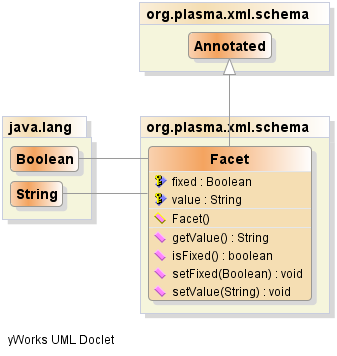 org.plasma.xml.schema
Annotated
java.lang
Boolean
String
org.plasma.xml.schema
Facet
fixed : Boolean
value : String
Facet()
getValue() : String
isFixed() : boolean
setFixed(Boolean) : void
setValue(String) : void
yWorks UML Doclet